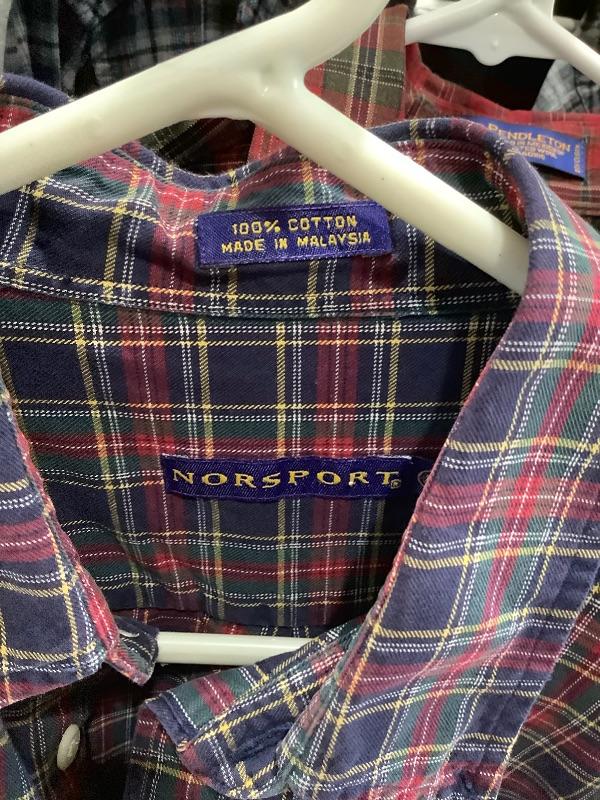 100% COTTON
MADE IN MALAYSIA
PENDLETON
NORSPORT®